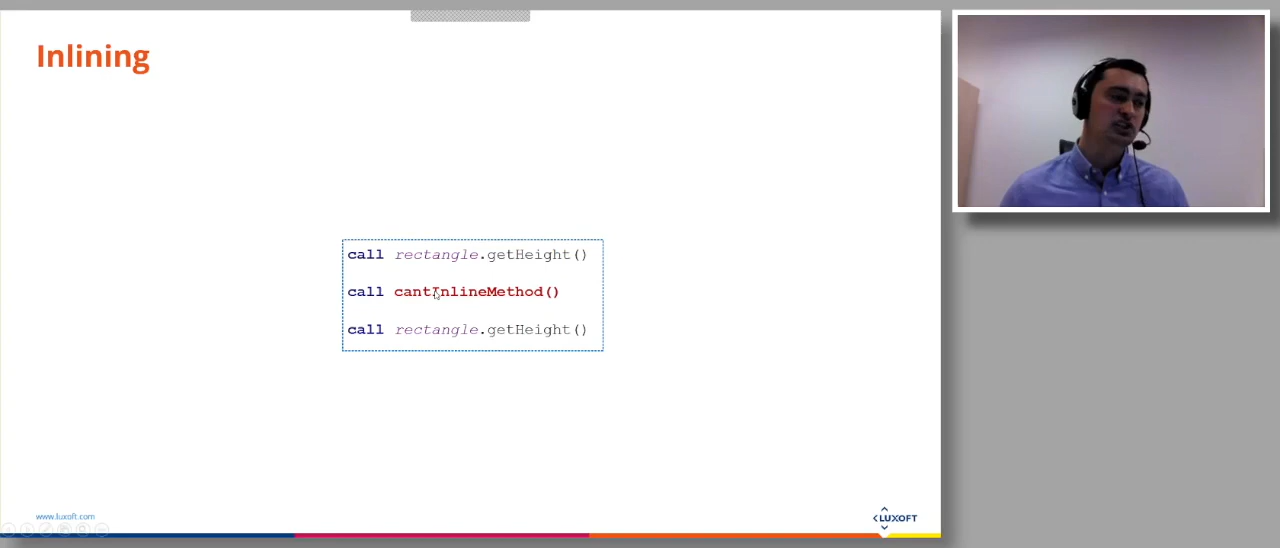 Inlining
call rectangle.getHeight()
call cantInlineMethod()
call rectangle.getHeight()
www.luxoft.com
LUXOFT